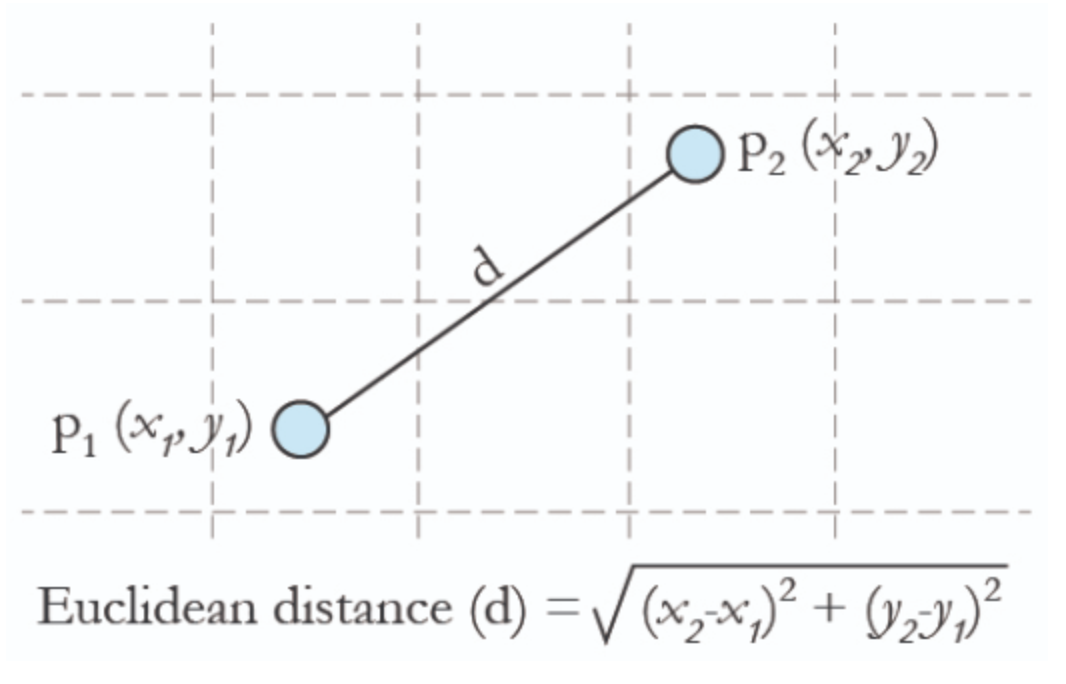 p₂ (x₂, y₂)
d
p₁ (x₁, y₁)
Euclidean distance (d) = √(x₂-x₁)² + (y₂-y₁)²